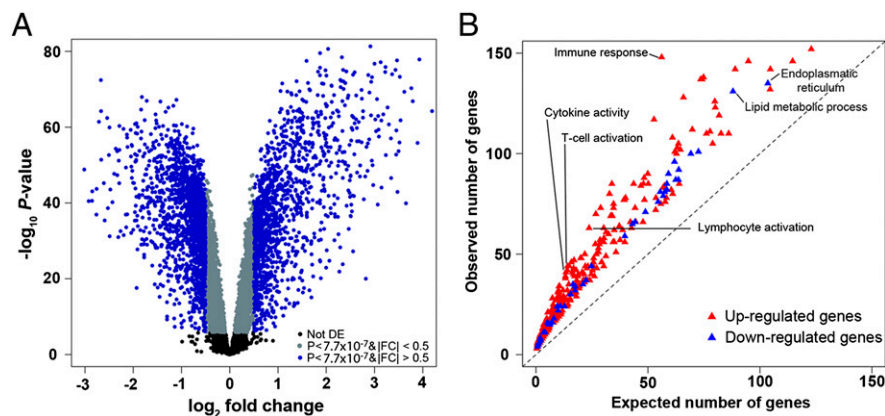 A
80
60
40
20
0
-3
-2
-1
0
1
2
3
4
-log10 P-value
log2 fold change
Not DE
P<7.7x10-7&|FC| < 0.5
P<7.7x10-7&|FC| > 0.5
B
150
100
50
0
0
50
100
150
Observed number of genes
Expected number of genes
Immune response
Endoplasmatic
reticulum
Lipid metabolic process
Cytokine activity
T-cell activation
Lymphocyte activation
Up-regulated genes
Down-regulated genes